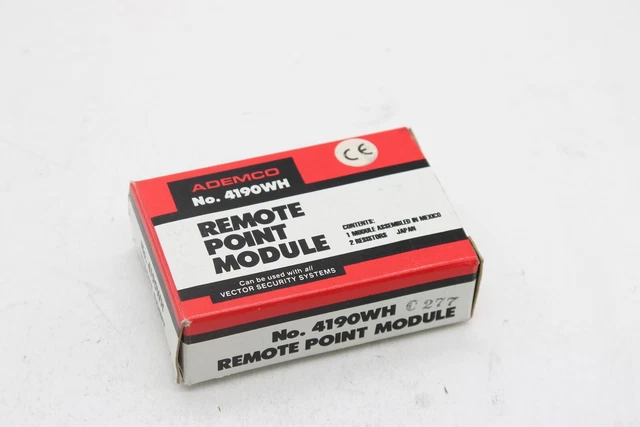 ADEMCO
No. 4190WH
CE
REMOTE
POINT
MODULE
CONTENTS:
1 MODULE ASSEMBLED IN MEXICO
2 RESISTORS JAPAN
Can be used with all
VECTOR SECURITY SYSTEMS
No. 4190WH C277
REMOTE POINT MODULE